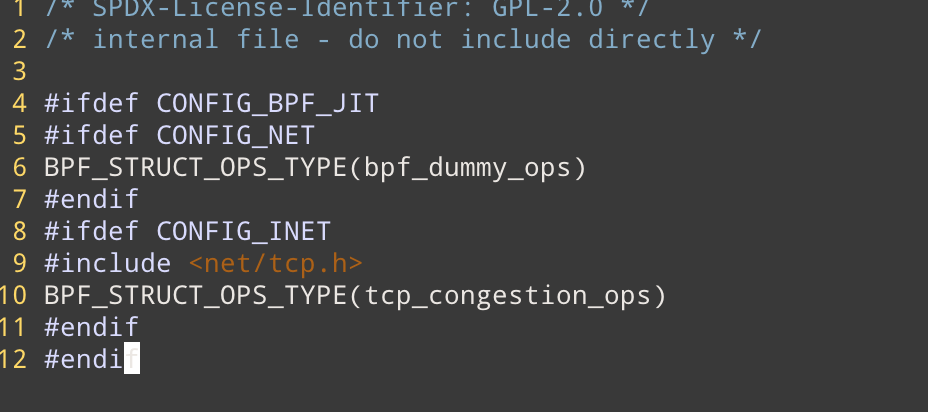 1 /* SPDX-License-Identifier: GPL-2.0 */
2 /* internal file - do not include directly */
3
4 #ifdef CONFIG_BPF_JIT
5 #ifdef CONFIG_NET
6 BPF_STRUCT_OPS_TYPE(bpf_dummy_ops)
7 #endif
8 #ifdef CONFIG_INET
9 #include <net/tcp.h>
10 BPF_STRUCT_OPS_TYPE(tcp_congestion_ops)
11 #endif
12 #endif